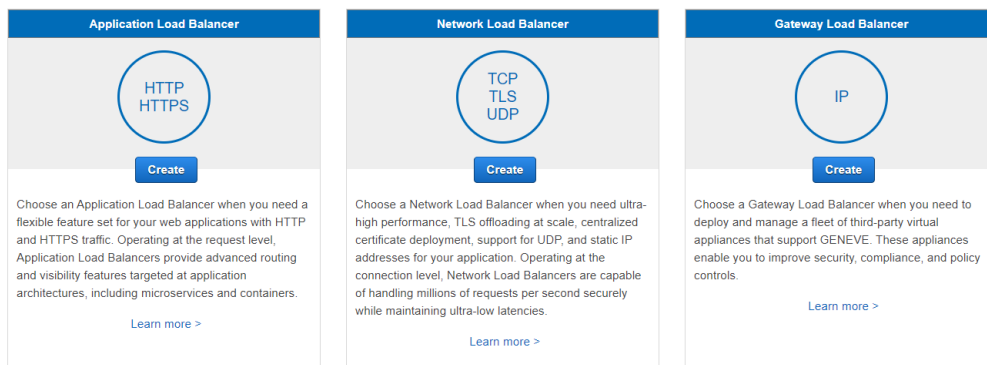 Application Load Balancer
HTTP
HTTPS
Create
Choose an Application Load Balancer when you need a
flexible feature set for your web applications with HTTP
and HTTPS traffic. Operating at the request level,
Application Load Balancers provide advanced routing
and visibility features targeted at application
architectures, including microservices and containers.
Learn more >
Network Load Balancer
TCP
TLS
UDP
Create
Choose a Network Load Balancer when you need ultra-
high performance, TLS offloading at scale, centralized
certificate deployment, support for UDP, and static IP
addresses for your application. Operating at the
connection level, Network Load Balancers are capable
of handling millions of requests per second securely
while maintaining ultra-low latencies.
Learn more >
Gateway Load Balancer
IP
Create
Choose a Gateway Load Balancer when you need to
deploy and manage a fleet of third-party virtual
appliances that support GENEVE. These appliances
enable you to improve security, compliance, and policy
controls.
Learn more >